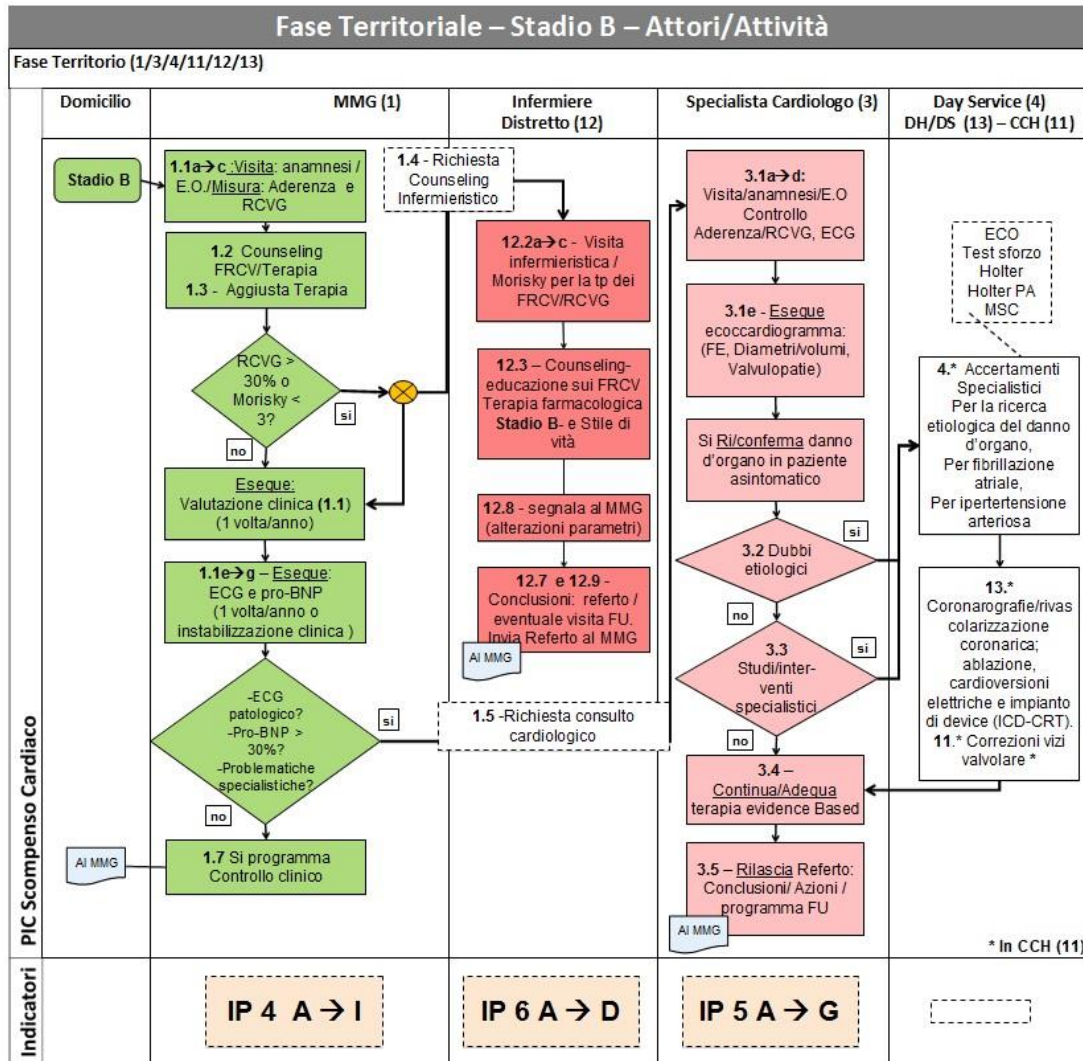 Fase Territoriale – Stadio B – Attori/Attività
Fase Territorio (1/3/4/11/12/13)
Domicilio
MMG (1)
Infermiere
Distretto (12)
Specialista Cardiologo (3)
Day Service (4)
DH/DS (13) – CCH (11)
PIC Scompenso Cardiaco
Stadio B
1.1a→c :Visita: anamnesi /
E.O./Misura: Aderenza e
RCVG
1.2 Counseling
FRCV/Terapia
1.3 - Aggiusta Terapia
RCVG >
30% o
Morisky <
3?
si
no
Esegue:
Valutazione clinica (1.1)
(1 volta/anno)
1.1e→g – Esegue:
ECG e pro-BNP
(1 volta/anno o
instabilizzazione clinica )
-ECG
patologico?
-Pro-BNP >
30%?
-Problematiche
specialistiche?
si
no
1.7 Si programma
Controllo clinico
Al MMG
1.4 - Richiesta
Counseling
Infermieristico
12.2a→c - Visita
infermieristica /
Morisky per la tp dei
FRCV/RCVG
12.3 – Counseling-
educazione sui FRCV
Terapia farmacologica
Stadio B- e Stile di
vità
12.8 - segnala al MMG
(alterazioni parametri)
12.7 e 12.9 -
Conclusioni: referto /
eventuale visita FU.
Invia Referto al MMG
Al MMG
1.5 -Richiesta consulto
cardiologico
3.1a→d:
Visita/anamnesi/E.O
Controllo
Aderenza/RCVG, ECG
3.1e - Esegue
ecoccardiogramma:
(FE, Diametri/volumi,
Valvulopatie)
Si Ri/conferma danno
d'organo in paziente
asintomatico
3.2 Dubbi
etiologici
si
no
3.3
Studi/inter-
venti
specialistici
si
no
3.4 –
Continua/Adequa
terapia evidence Based
3.5 – Rilascia Referto:
Conclusioni/ Azioni /
programma FU
Al MMG
ECO
Test sforzo
Holter
Holter PA
MSC
4.* Accertamenti
Specialistici
Per la ricerca
etiologica del danno
d'organo,
Per fibrillazione
atriale,
Per ipertertensione
arteriosa
13.*
Coronarografie/rivas
colarizzazione
coronarica;
ablazione,
cardioversioni
elettriche e impianto
di device (ICD-CRT).
11.* Correzioni vizi
valvolare *
* In CCH (11)
Indicatori
IP 4 A → I
IP 6 A → D
IP 5 A → G